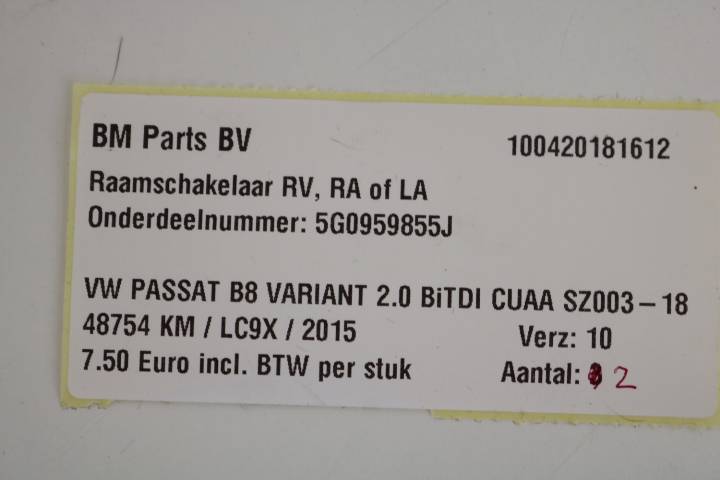 BM Parts BV 100420181612
Raamschakelaar RV, RA of LA
Onderdeelnummer: 5G0959855J
VW PASSAT B8 VARIANT 2.0 BiTDI CUAA SZ003-18
48754 KM / LC9X / 2015 Verz: 10
7.50 Euro incl. BTW per stuk Aantal: 2